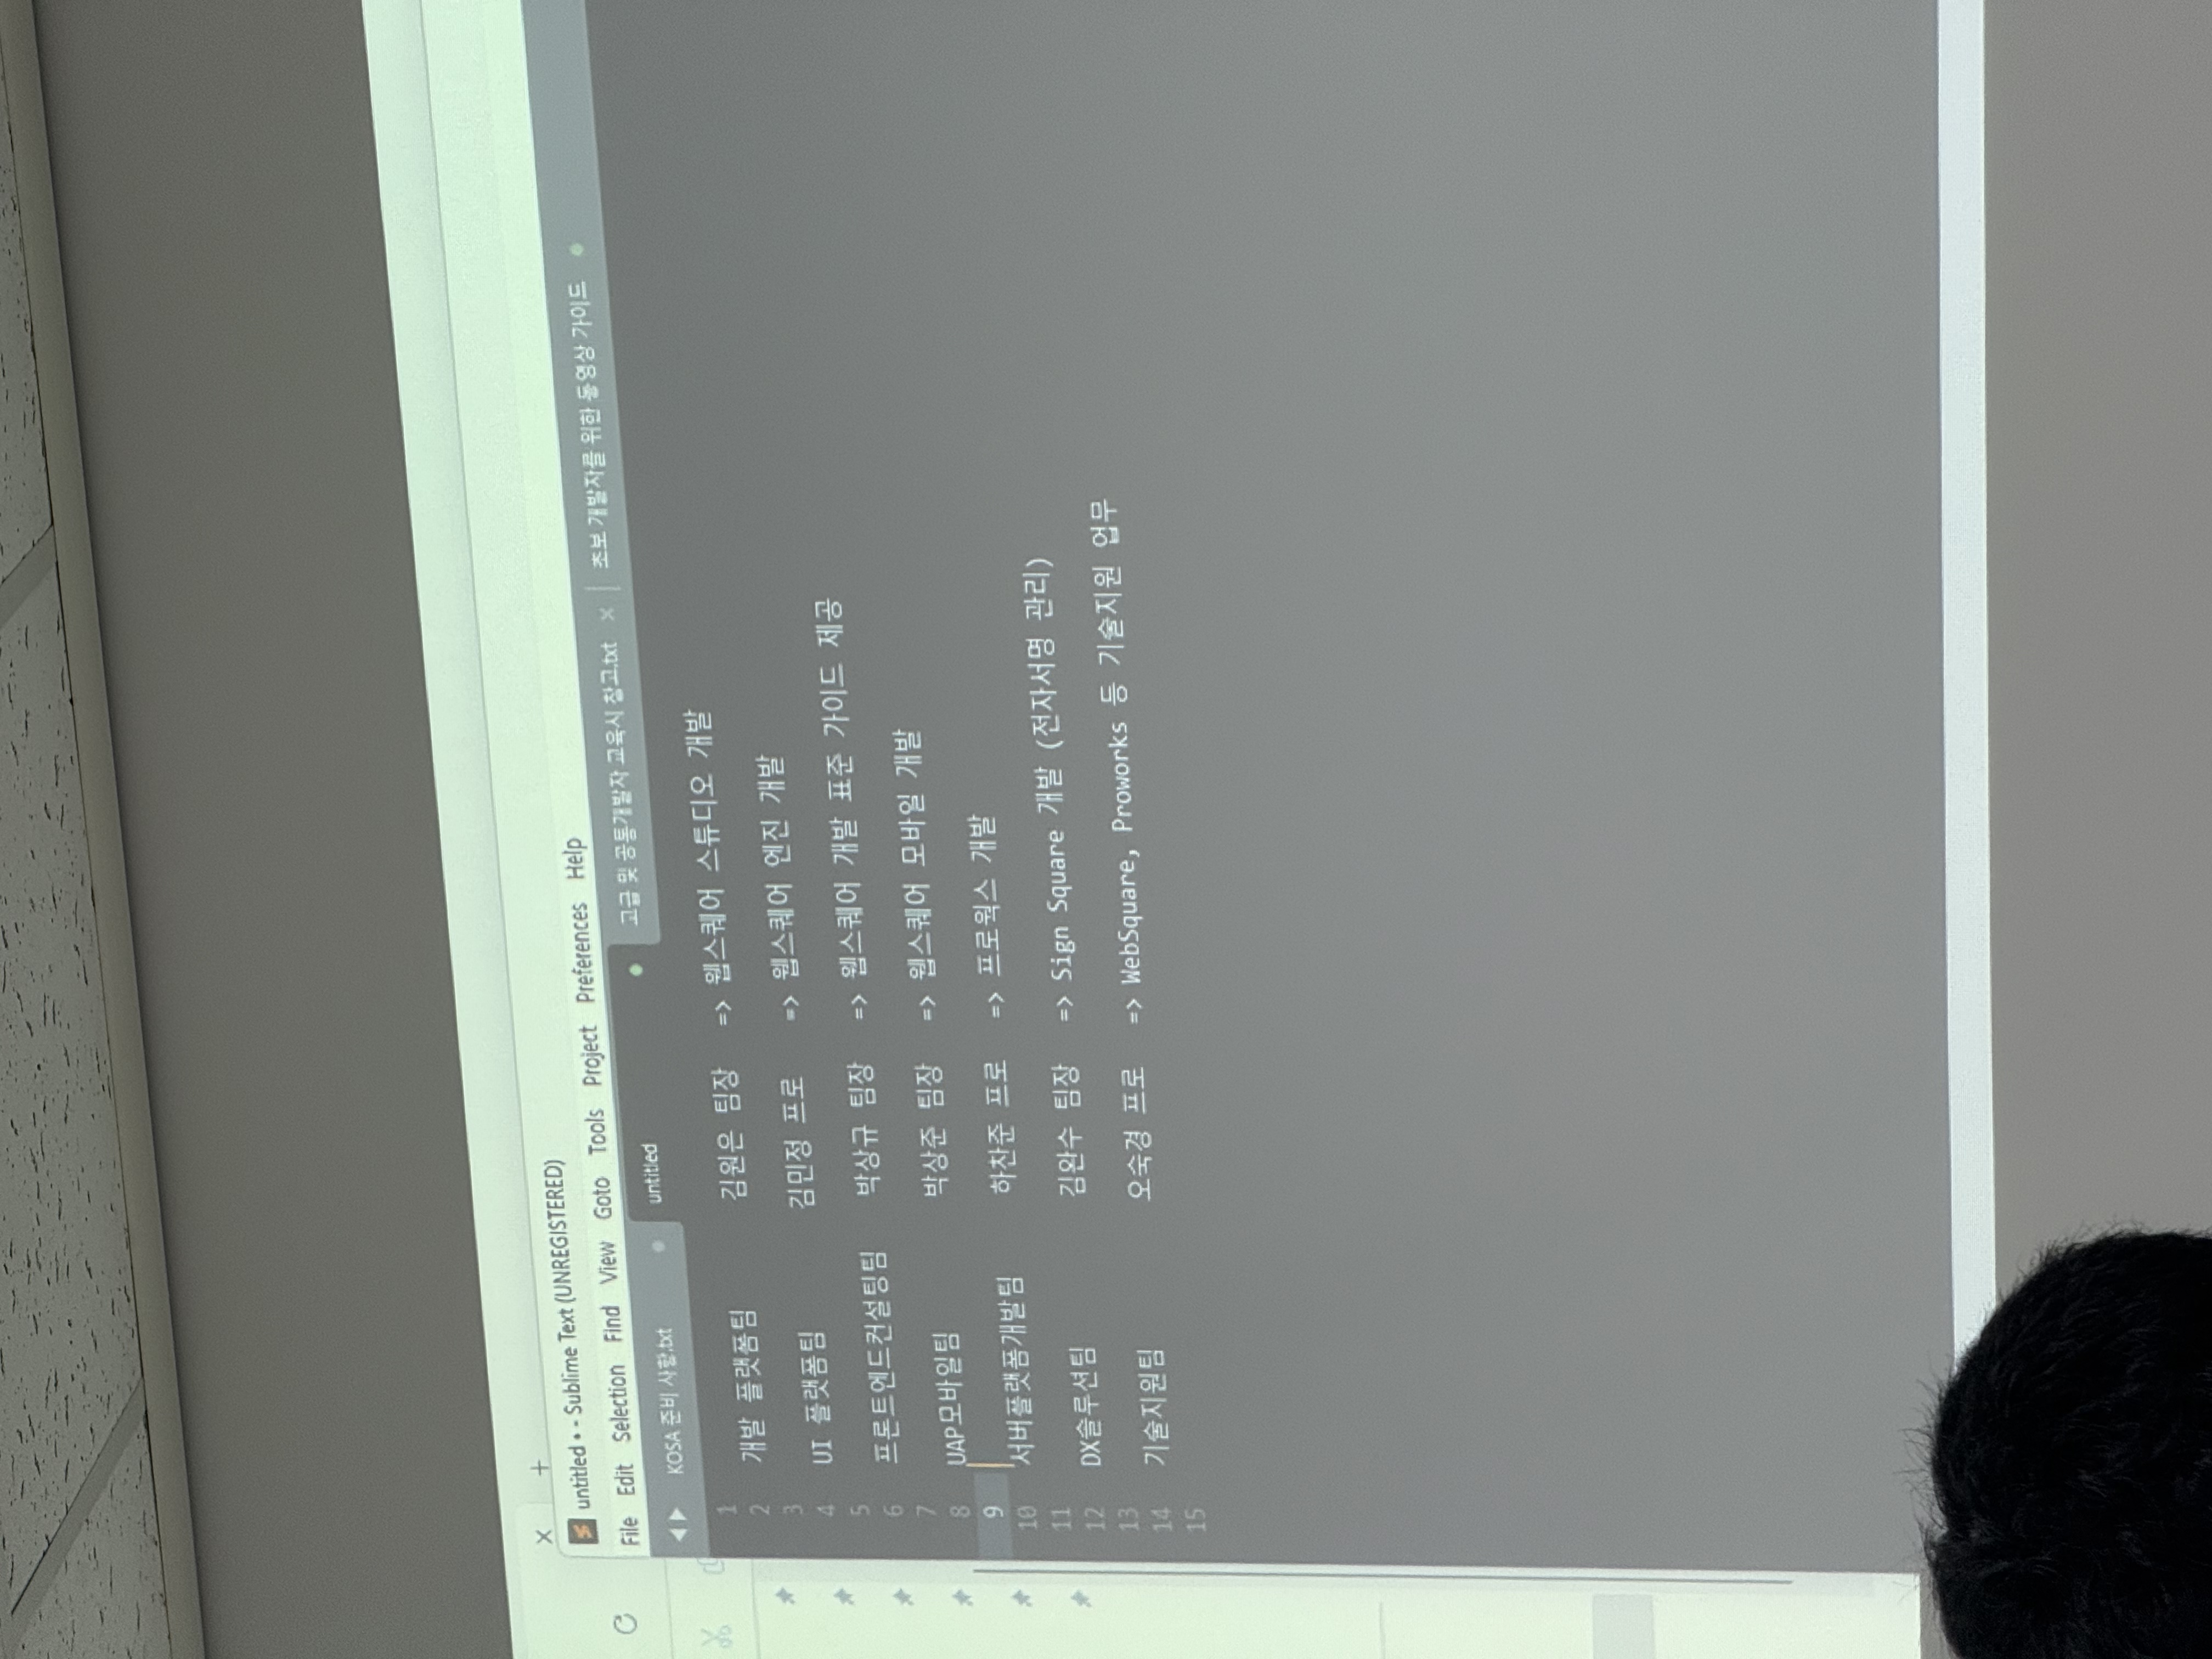 untitled • - Sublime Text (UNREGISTERED)
File Edit Selection Find View Goto Tools Project Preferences Help
KOSA 준비 사항.txt
untitled
고급 및 공통개발자 교육시 참고.txt
초보 개발자를 위한 동영상 가이드
1
2 개발 플랫폼팀 김원은 팀장 => 웹스퀘어 스튜디오 개발
3
4 UI 플랫폼팀 김민정 프로 => 웹스퀘어 엔진 개발
5
6 프론트엔드컨설팅팀 박상규 팀장 => 웹스퀘어 개발 표준 가이드 제공
7
8 UAP모바일팀 박상준 팀장 => 웹스퀘어 모바일 개발
9
10 서버플랫폼개발팀 하찬준 프로 => 프로웍스 개발
11
12 DX솔루션팀 김완수 팀장 => Sign Square 개발 (전자서명 관리)
13
14 기술지원팀 오숙경 프로 => WebSquare, Proworks 등 기술지원 업무
15